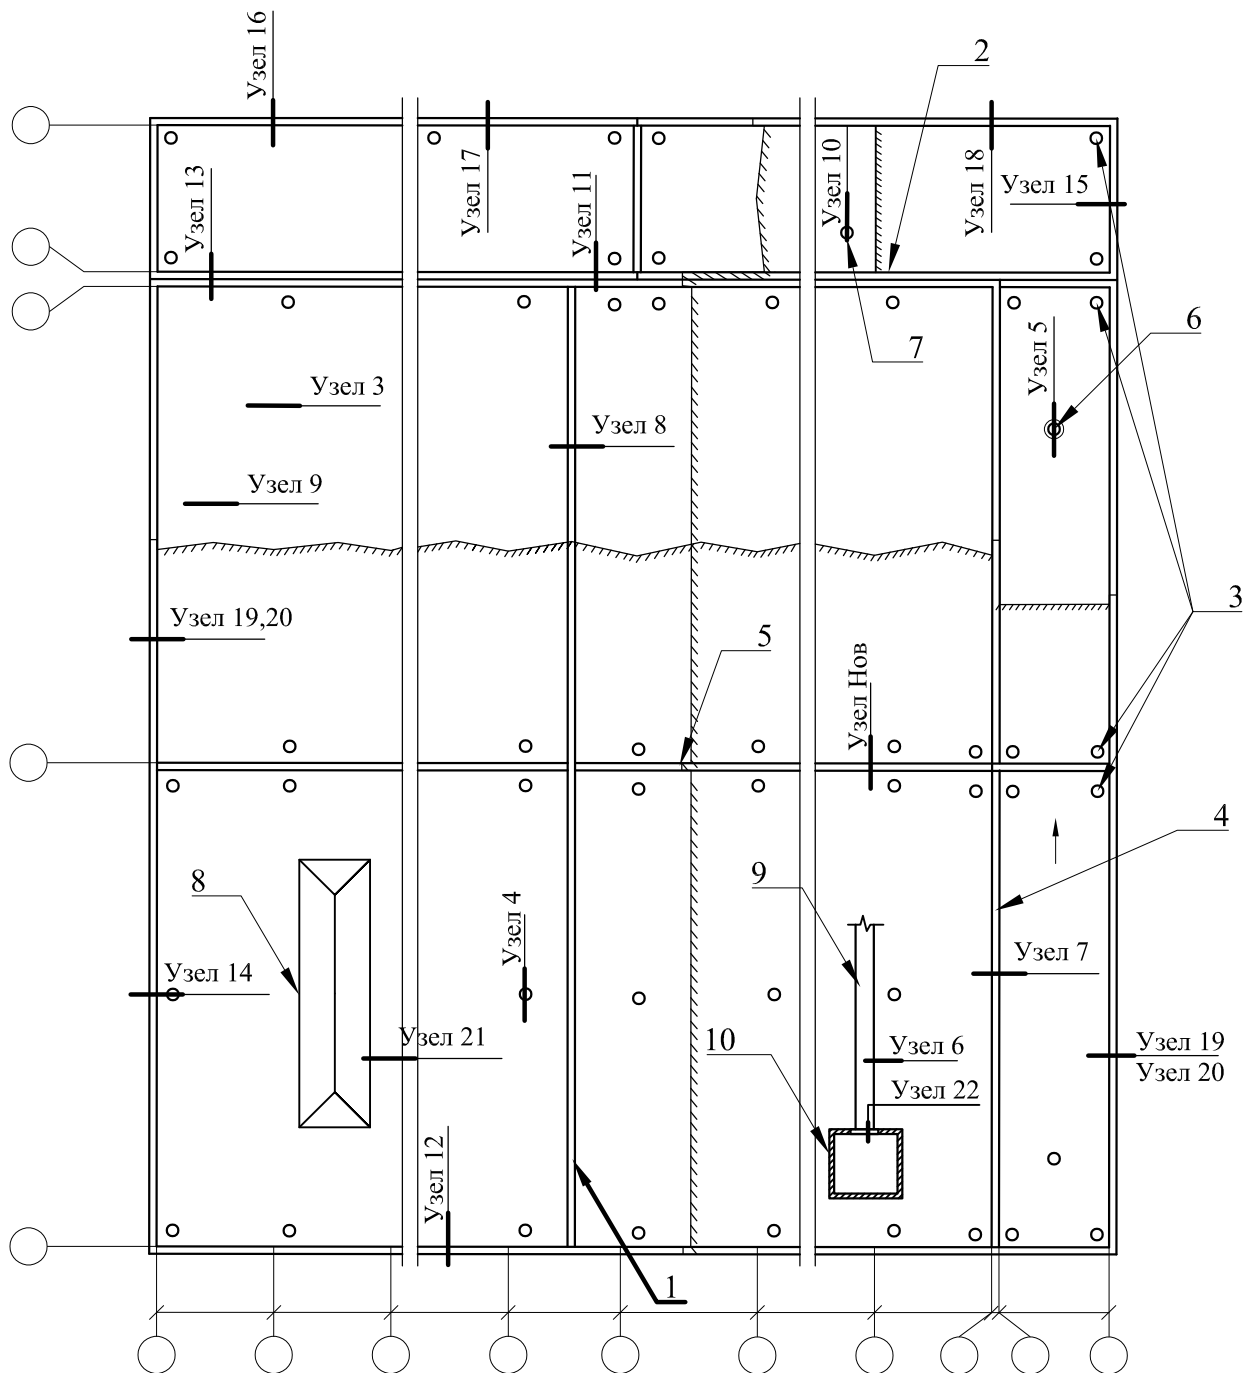 Узел 16
2
Узел 13
Узел 17
Узел 11
Узел 10
Узел 18
Узел 15
7
6
Узел 5
Узел 3
Узел 8
Узел 9
3
Узел 19,20
5
Узел Нов
4
8
Узел 4
9
Узел 14
Узел 7
Узел 21
10
Узел 6
Узел 19
Узел 20
Узел 22
Узел 12
1